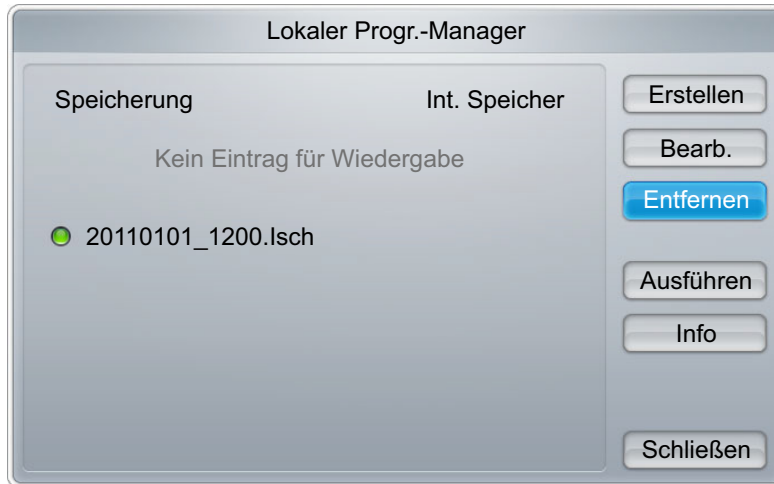 Lokaler Progr.-Manager
Speicherung Int. Speicher
Kein Eintrag für Wiedergabe
20110101_1200.lsch
Erstellen
Bearb.
Entfernen
Ausführen
Info
Schließen